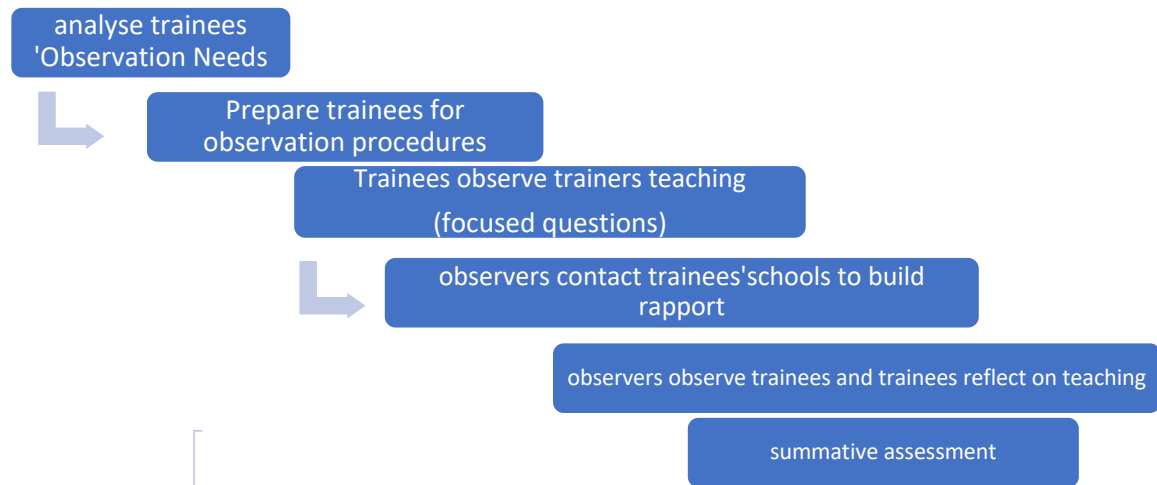 analyse trainees
'Observation Needs
Prepare trainees for
observation procedures
Trainees observe trainers teaching
(focused questions)
observers contact trainees'schools to build
rapport
observers observe trainees and trainees reflect on teaching
summative assessment